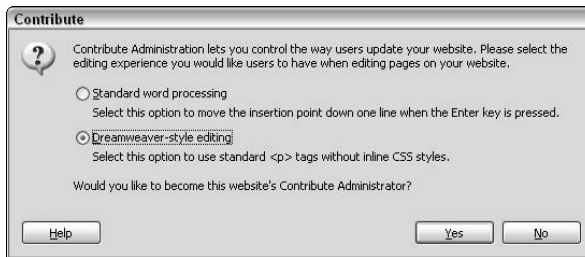 Contribute
Contribute Administration lets you control the way users update your website. Please select the
editing experience you would like users to have when editing pages on your website.
Standard word processing
Select this option to move the insertion point down one line when the Enter key is pressed.
Dreamweaver-style editing
Select this option to use standard <p> tags without inline CSS styles.
Would you like to become this website's Contribute Administrator?
Help
Yes
No